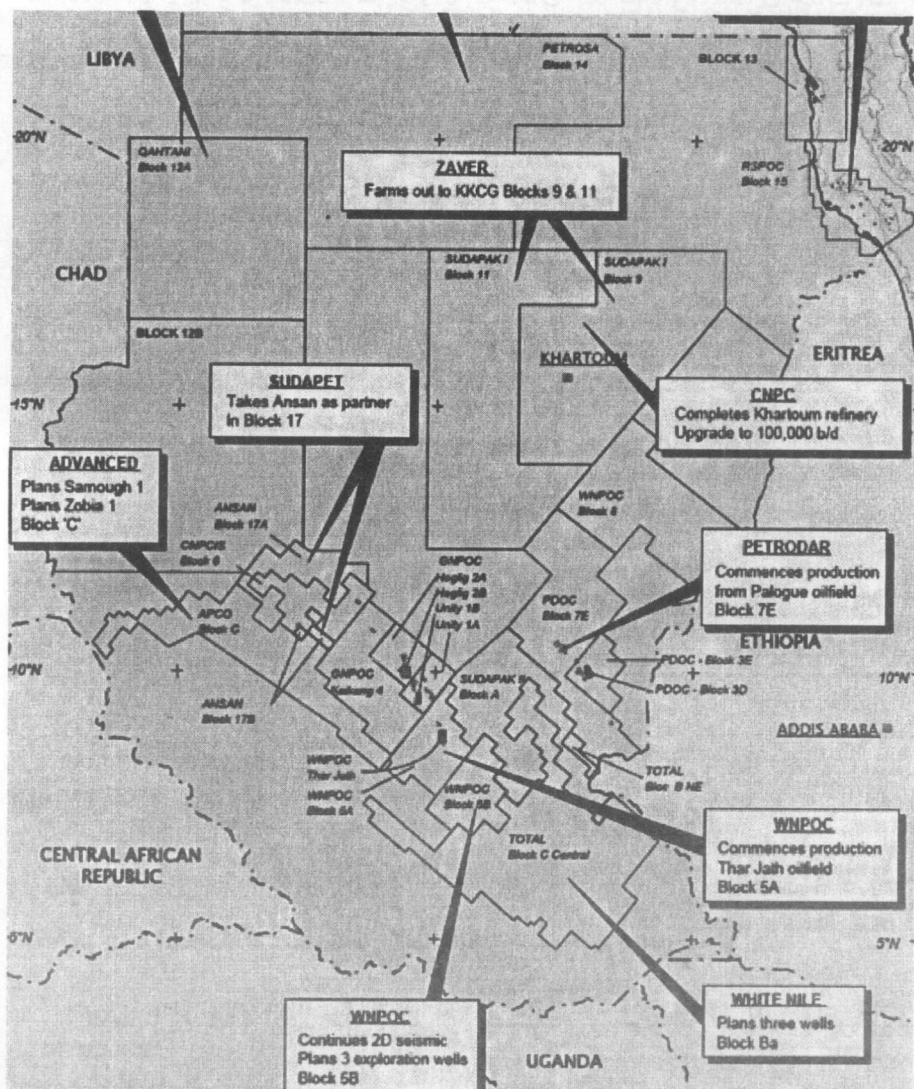 LIBYA
PETROSA
Block 14
BLOCK 13
20°N
20°N
QAHTANI
Block 12A
RSPOC
Block 15
ZAVER
Farms out to KKCG Blocks 9 & 11
CHAD
SUDAPAK I
Block 11
SUDAPAK I
Block 9
BLOCK 12B
KHARTOUM
ERITREA
SUDAPET
Takes Ansan as partner
In Block 17
CNPC
Completes Khartoum refinery
Upgrade to 100,000 b/d
15°N
ADVANCED
Plans Samough 1
Plans Zobia 1
Block 'C'
WNPOC
Block 8
ANSAN
Block 17A
CNPCIS
Block 6
GNPOC
Heglig 2A
Heglig 2B
Unity 1B
Unity 1A
PETRODAR
Commences production
from Palogue oilfield
Block 7E
APCO
Block C
PDOC
Block 7E
ETHIOPIA
PDOC - Block 3E
PDOC - Block 3D
10°N
10°N
GNPOC
Kaikang 4
SUDAPAK II
Block A
ANSAN
Block 17B
ADDIS ABABA
WNPOC
Thar Jath
WNPOC
Block 5A
WNPOC
Block 5B
TOTAL
B NE
TOTAL
Block C Central
WNPOC
Commences production
Thar Jath oilfield
Block 5A
CENTRAL AFRICAN
REPUBLIC
5°N
5°N
WNPOC
Continues 2D seismic
Plans 3 exploration wells
Block 5B
WHITE NILE
Plans three wells
Block Ba
UGANDA